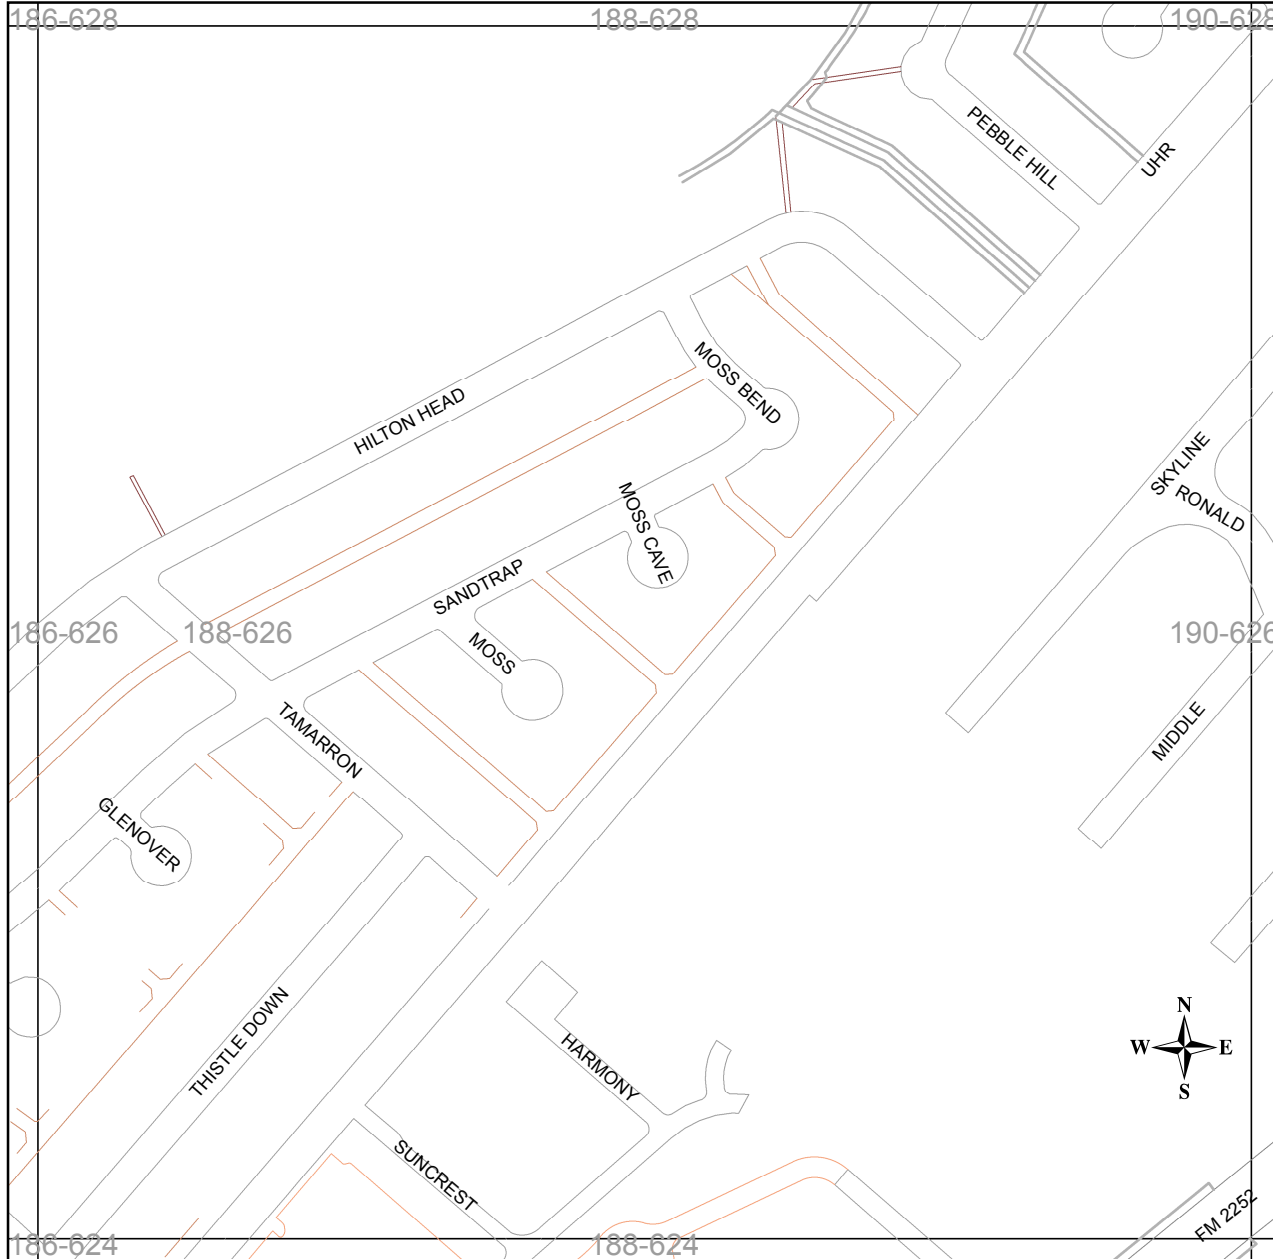 186-628
188-628
190-628
PEBBLE HILL
UHR
MOSS BEND
HILTON HEAD
SKYLINE
RONALD
MOSS CAVE
SANDTRAP
186-626
188-626
190-626
MOSS
TAMARRON
MIDDLE
GLENOVER
THISTLE DOWN
N
W
E
S
HARMONY
SUNCREST
FM 2252
186-624
188-624